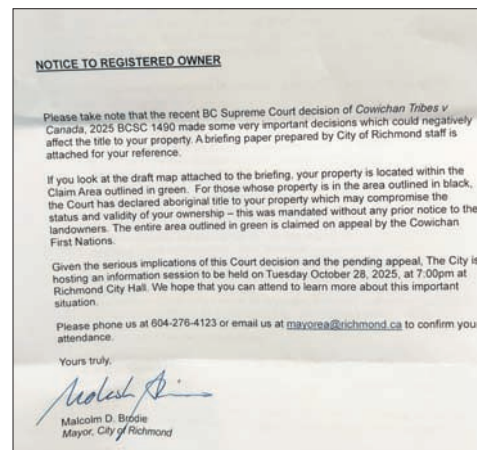 NOTICE TO REGISTERED OWNER
Please take note that the recent BC Supreme Court decision of Cowichan Tribes v
Canada, 2025 BCSC 1490 made some very important decisions which could negatively
affect the title to your property. A briefing paper prepared by City of Richmond staff is
attached for your reference.
If you look at the draft map attached to the briefing, your property is located within the
Claim Area outlined in green. For those whose property is in the area outlined in black,
the Court has declared aboriginal title to your property which may compromise the
status and validity of your ownership – this was mandated without any prior notice to the
landowners. The entire area outlined in green is claimed on appeal by the Cowichan
First Nations.
Given the serious implications of this Court decision and the pending appeal, The City is
hosting an information session to be held on Tuesday October 28, 2025, at 7:00pm at
Richmond City Hall. We hope that you can attend to learn more about this important
situation.
Please phone us at 604-276-4123 or email us at mayorea@richmond.ca to confirm your
attendance.
Yours truly,
Malcolm D. Brodie
Mayor, City of Richmond